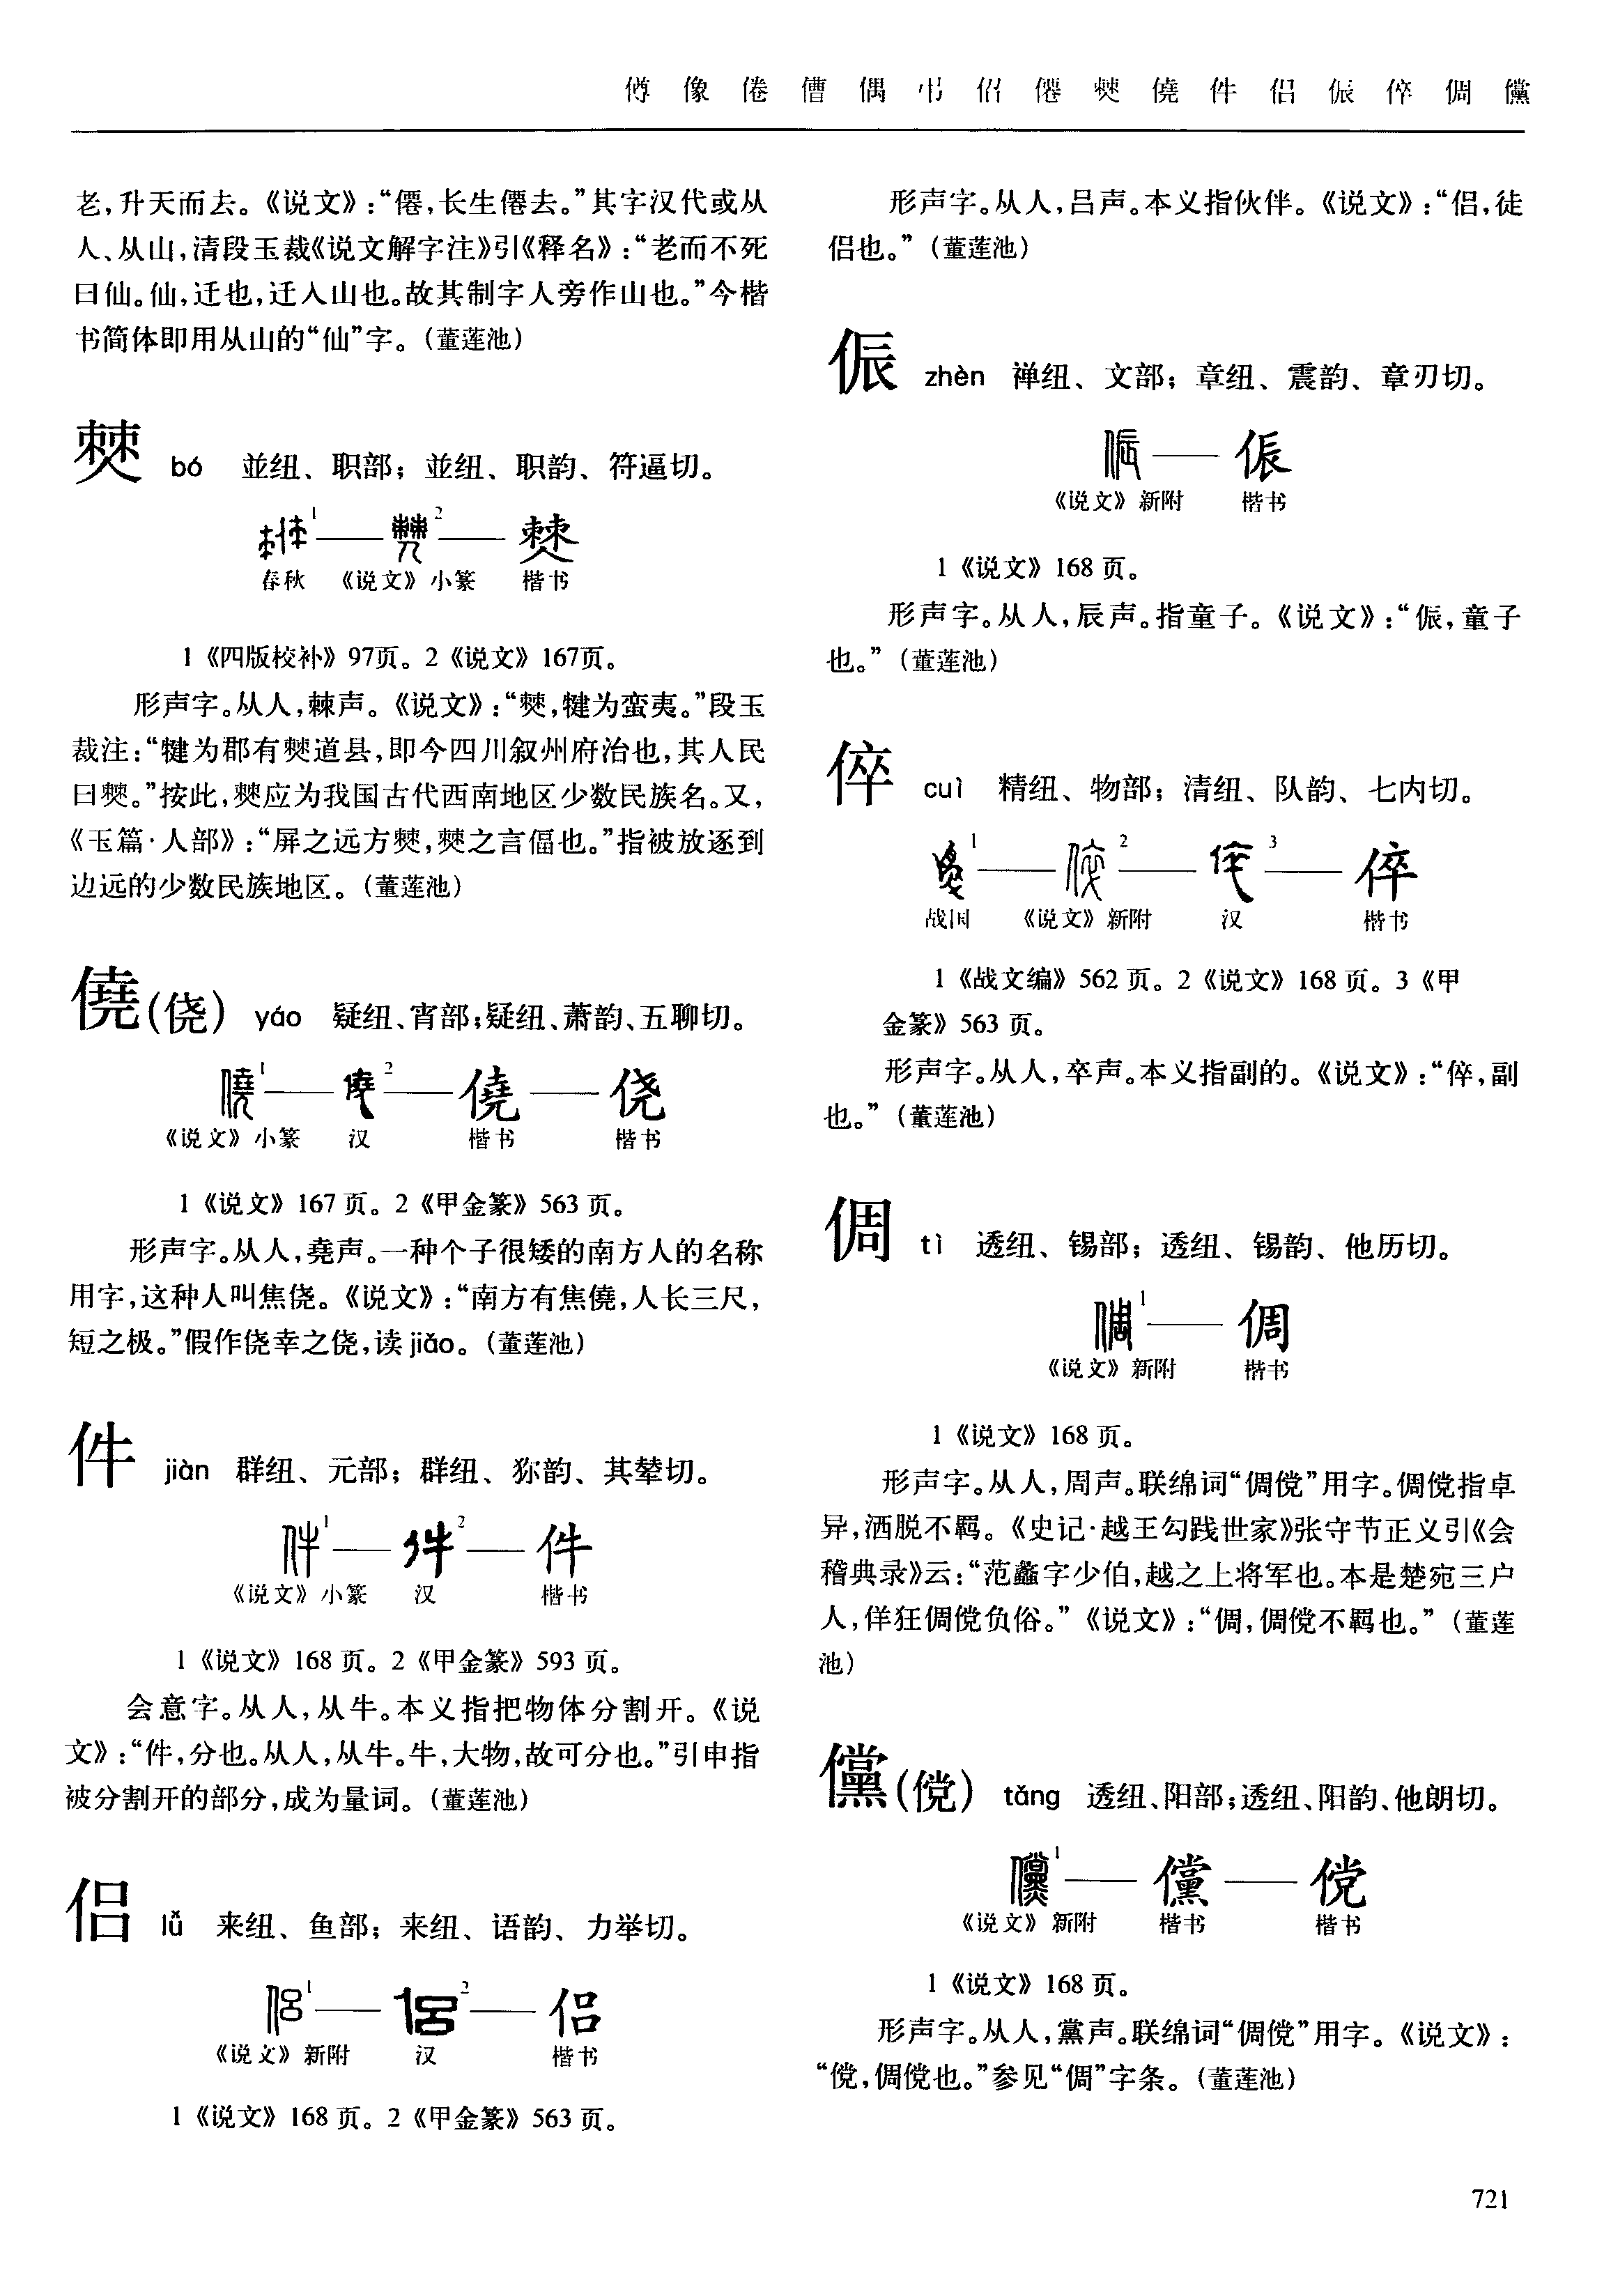 僔 像 倦 傮 偶 弔 佋 僊 僰 僥 件 侣 侲 倅 倜 儻
老,升天而去。《说文》:“僊,长生僊去。”其字汉代或从
人、从山,清段玉裁《说文解字注》引《释名》:“老而不死
曰仙。仙,迁也,迁入山也。故其制字人旁作山也。”今楷
书简体即用从山的“仙”字。(董莲池)
僰 bó 並纽、职部;並纽、职韵、符逼切。
1 2
春秋 《说文》小篆 楷书
1《四版校补》97页。2《说文》167页。
形声字。从人,棘声。《说文》:“僰,犍为蛮夷。”段玉
裁注:“犍为郡有僰道县,即今四川叙州府治也,其人民
曰僰。”按此,僰应为我国古代西南地区少数民族名。又,
《玉篇·人部》:“屏之远方僰,僰之言偪也。”指被放逐到
边远的少数民族地区。(董莲池)
僥(侥) yáo 疑纽、宵部;疑纽、萧韵、五聊切。
1 2 僥 侥
《说文》小篆 汉 楷书 楷书
1《说文》167页。2《甲金篆》563页。
形声字。从人,堯声。一种个子很矮的南方人的名称
用字,这种人叫焦侥。《说文》:“南方有焦僥,人长三尺,
短之极。”假作侥幸之侥,读jiǎo。(董莲池)
件 jiàn 群纽、元部;群纽、狝韵、其辇切。
1 2 件
《说文》小篆 汉 楷书
1《说文》168页。2《甲金篆》593页。
会意字。从人,从牛。本义指把物体分割开。《说
文》:“件,分也。从人,从牛。牛,大物,故可分也。”引申指
被分割开的部分,成为量词。(董莲池)
侣 lǚ 来纽、鱼部;来纽、语韵、力举切。
1 2 侣
《说文》新附 汉 楷书
1《说文》168页。2《甲金篆》563页。
形声字。从人,吕声。本义指伙伴。《说文》:“侣,徒
侣也。”(董莲池)
侲 zhèn 禅纽、文部;章纽、震韵、章刃切。
侲
《说文》新附 楷书
1《说文》168页。
形声字。从人,辰声。指童子。《说文》:“侲,童子
也。”(董莲池)
倅 cuì 精纽、物部;清纽、队韵、七内切。
1 2 3 倅
战国 《说文》新附 汉 楷书
1《战文编》562页。2《说文》168页。3《甲
金篆》563页。
形声字。从人,卒声。本义指副的。《说文》:“倅,副
也。”(董莲池)
倜 tì 透纽、锡部;透纽、锡韵、他历切。
1 倜
《说文》新附 楷书
1《说文》168页。
形声字。从人,周声。联绵词“倜傥”用字。倜傥指卓
异,洒脱不羁。《史记·越王勾践世家》张守节正义引《会
稽典录》云:“范蠡字少伯,越之上将军也。本是楚宛三户
人,佯狂倜傥负俗。”《说文》:“倜,倜傥不羁也。”(董莲
池)
儻(傥) tǎng 透纽、阳部;透纽、阳韵、他朗切。
1 儻 傥
《说文》新附 楷书 楷书
1《说文》168页。
形声字。从人,黨声。联绵词“倜傥”用字。《说文》:
“傥,倜傥也。”参见“倜”字条。(董莲池)
721